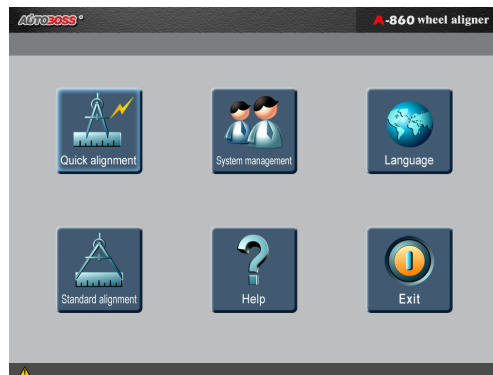 AUTOBOSS®
A-860 wheel aligner
Quick alignment
System management
Language
Standard alignment
Help
Exit